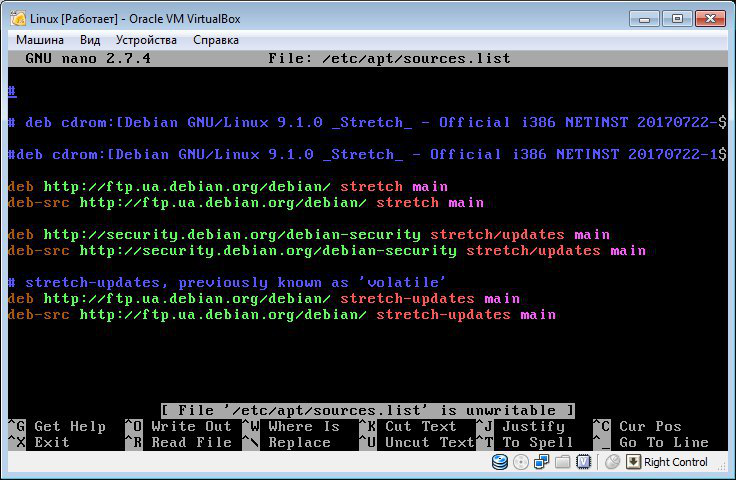 Linux [Работает] - Oracle VM VirtualBox
Машина Вид Устройства Справка
GNU nano 2.7.4 File: /etc/apt/sources.list
#
# deb cdrom:[Debian GNU/Linux 9.1.0 _Stretch_ - Official i386 NETINST 20170722-$
#deb cdrom:[Debian GNU/Linux 9.1.0 _Stretch_ - Official i386 NETINST 20170722-1$
deb http://ftp.ua.debian.org/debian/ stretch main
deb-src http://ftp.ua.debian.org/debian/ stretch main
deb http://security.debian.org/debian-security stretch/updates main
deb-src http://security.debian.org/debian-security stretch/updates main
# stretch-updates, previously known as 'volatile'
deb http://ftp.ua.debian.org/debian/ stretch-updates main
deb-src http://ftp.ua.debian.org/debian/ stretch-updates main
[ File '/etc/apt/sources.list' is unwritable ]
^G Get Help ^O Write Out ^W Where Is ^K Cut Text ^J Justify ^C Cur Pos
^X Exit ^R Read File ^\ Replace ^U Uncut Text ^T To Spell ^_ Go To Line
Right Control